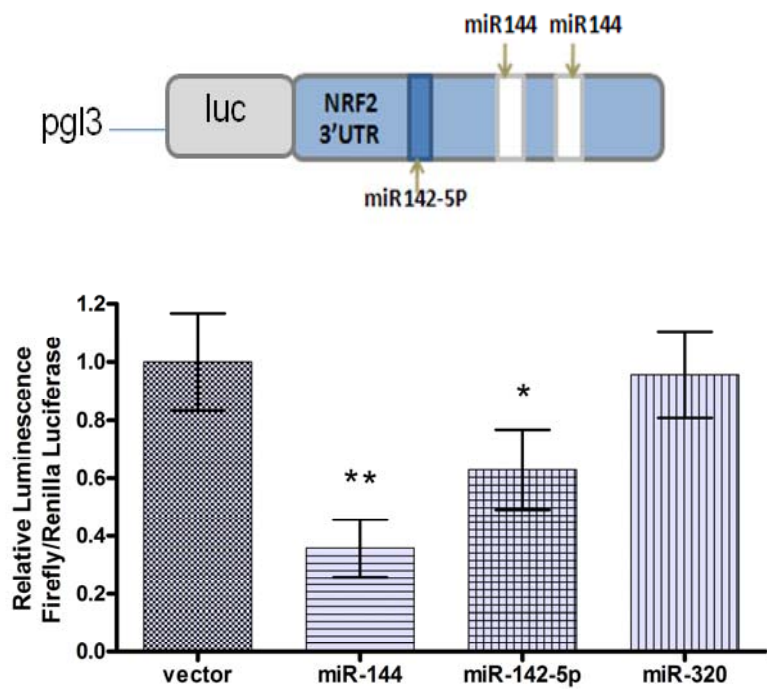 miR144 miR144
pgl3
luc
NRF2
3'UTR
miR142-5P
Relative Luminescence
Firefly/Renilla Luciferase
1.2
1.0
0.8
0.6
0.4
0.2
0.0
**
*
vector
miR-144
miR-142-5p
miR-320